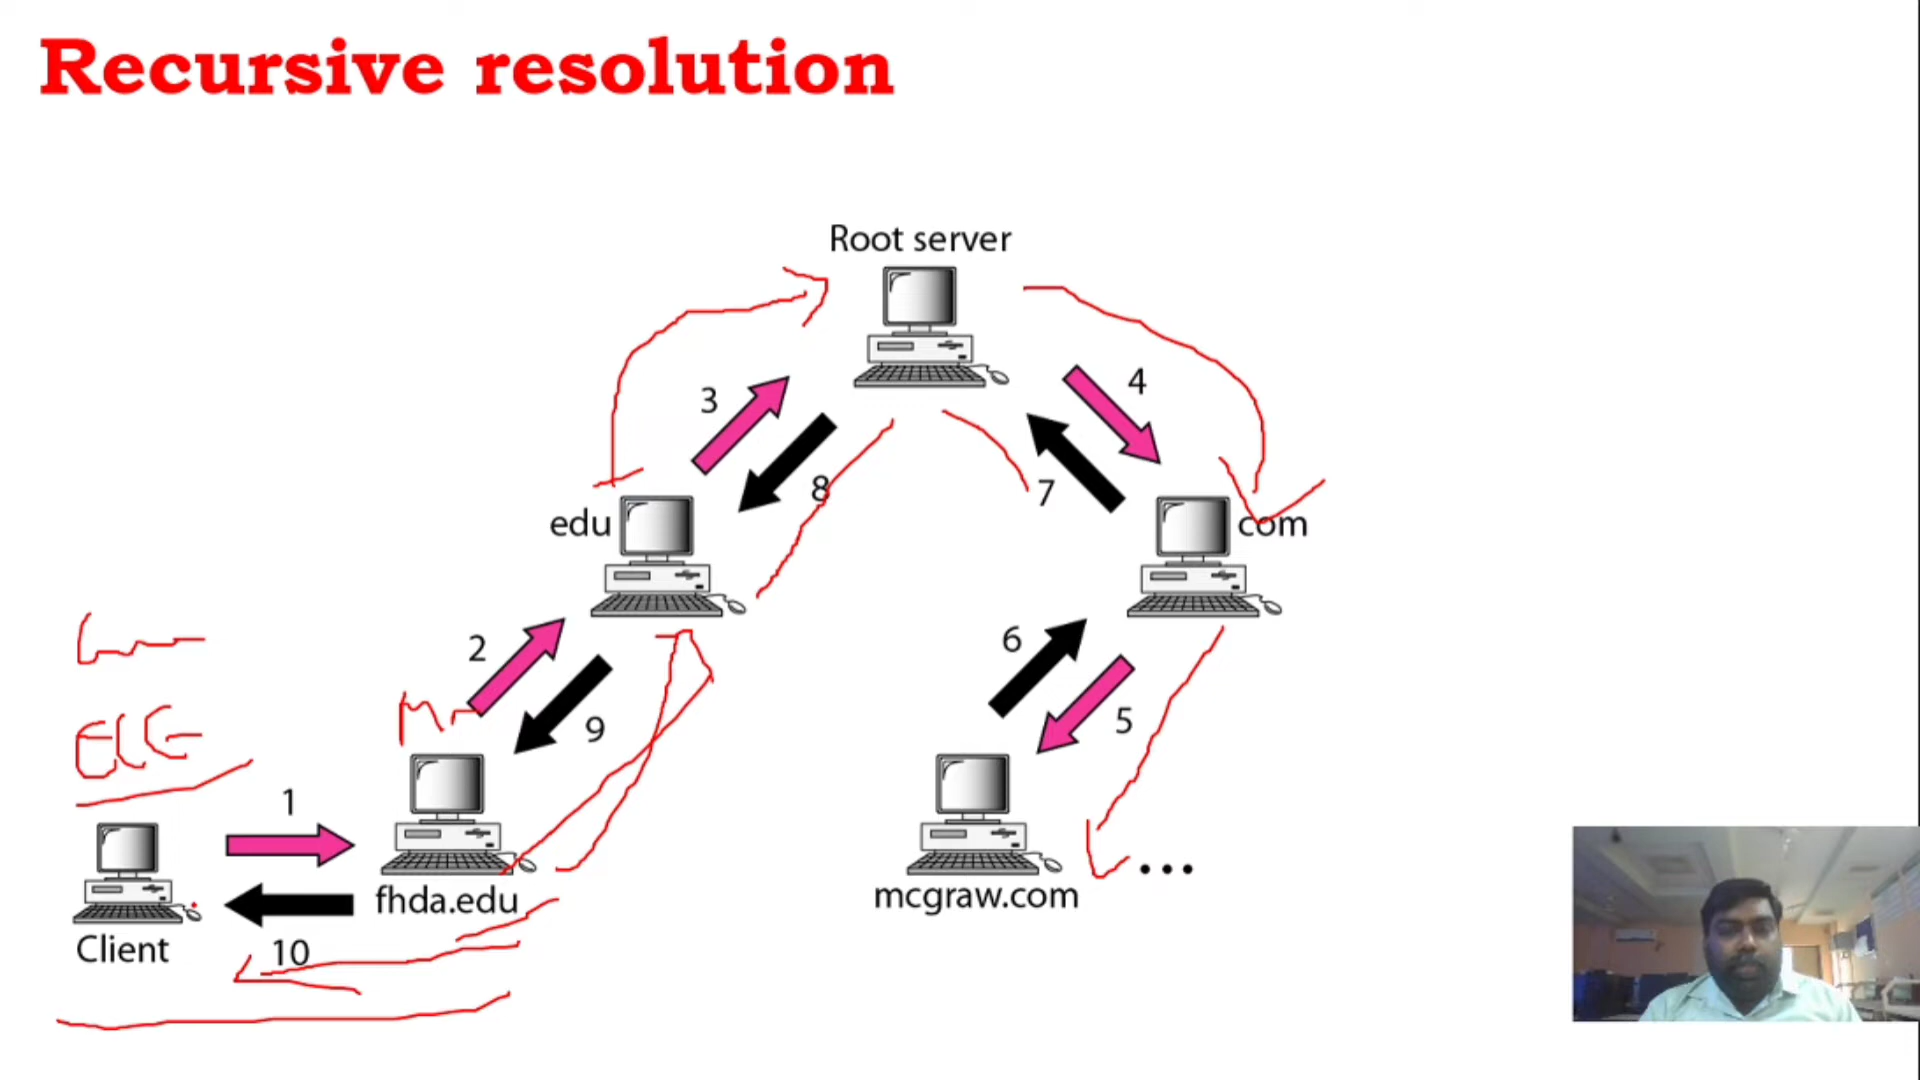 Recursive resolution
Root server
3
4
8
7
edu
com
2
6
9
5
ECE
1
fhda.edu
mcgraw.com
...
Client
10